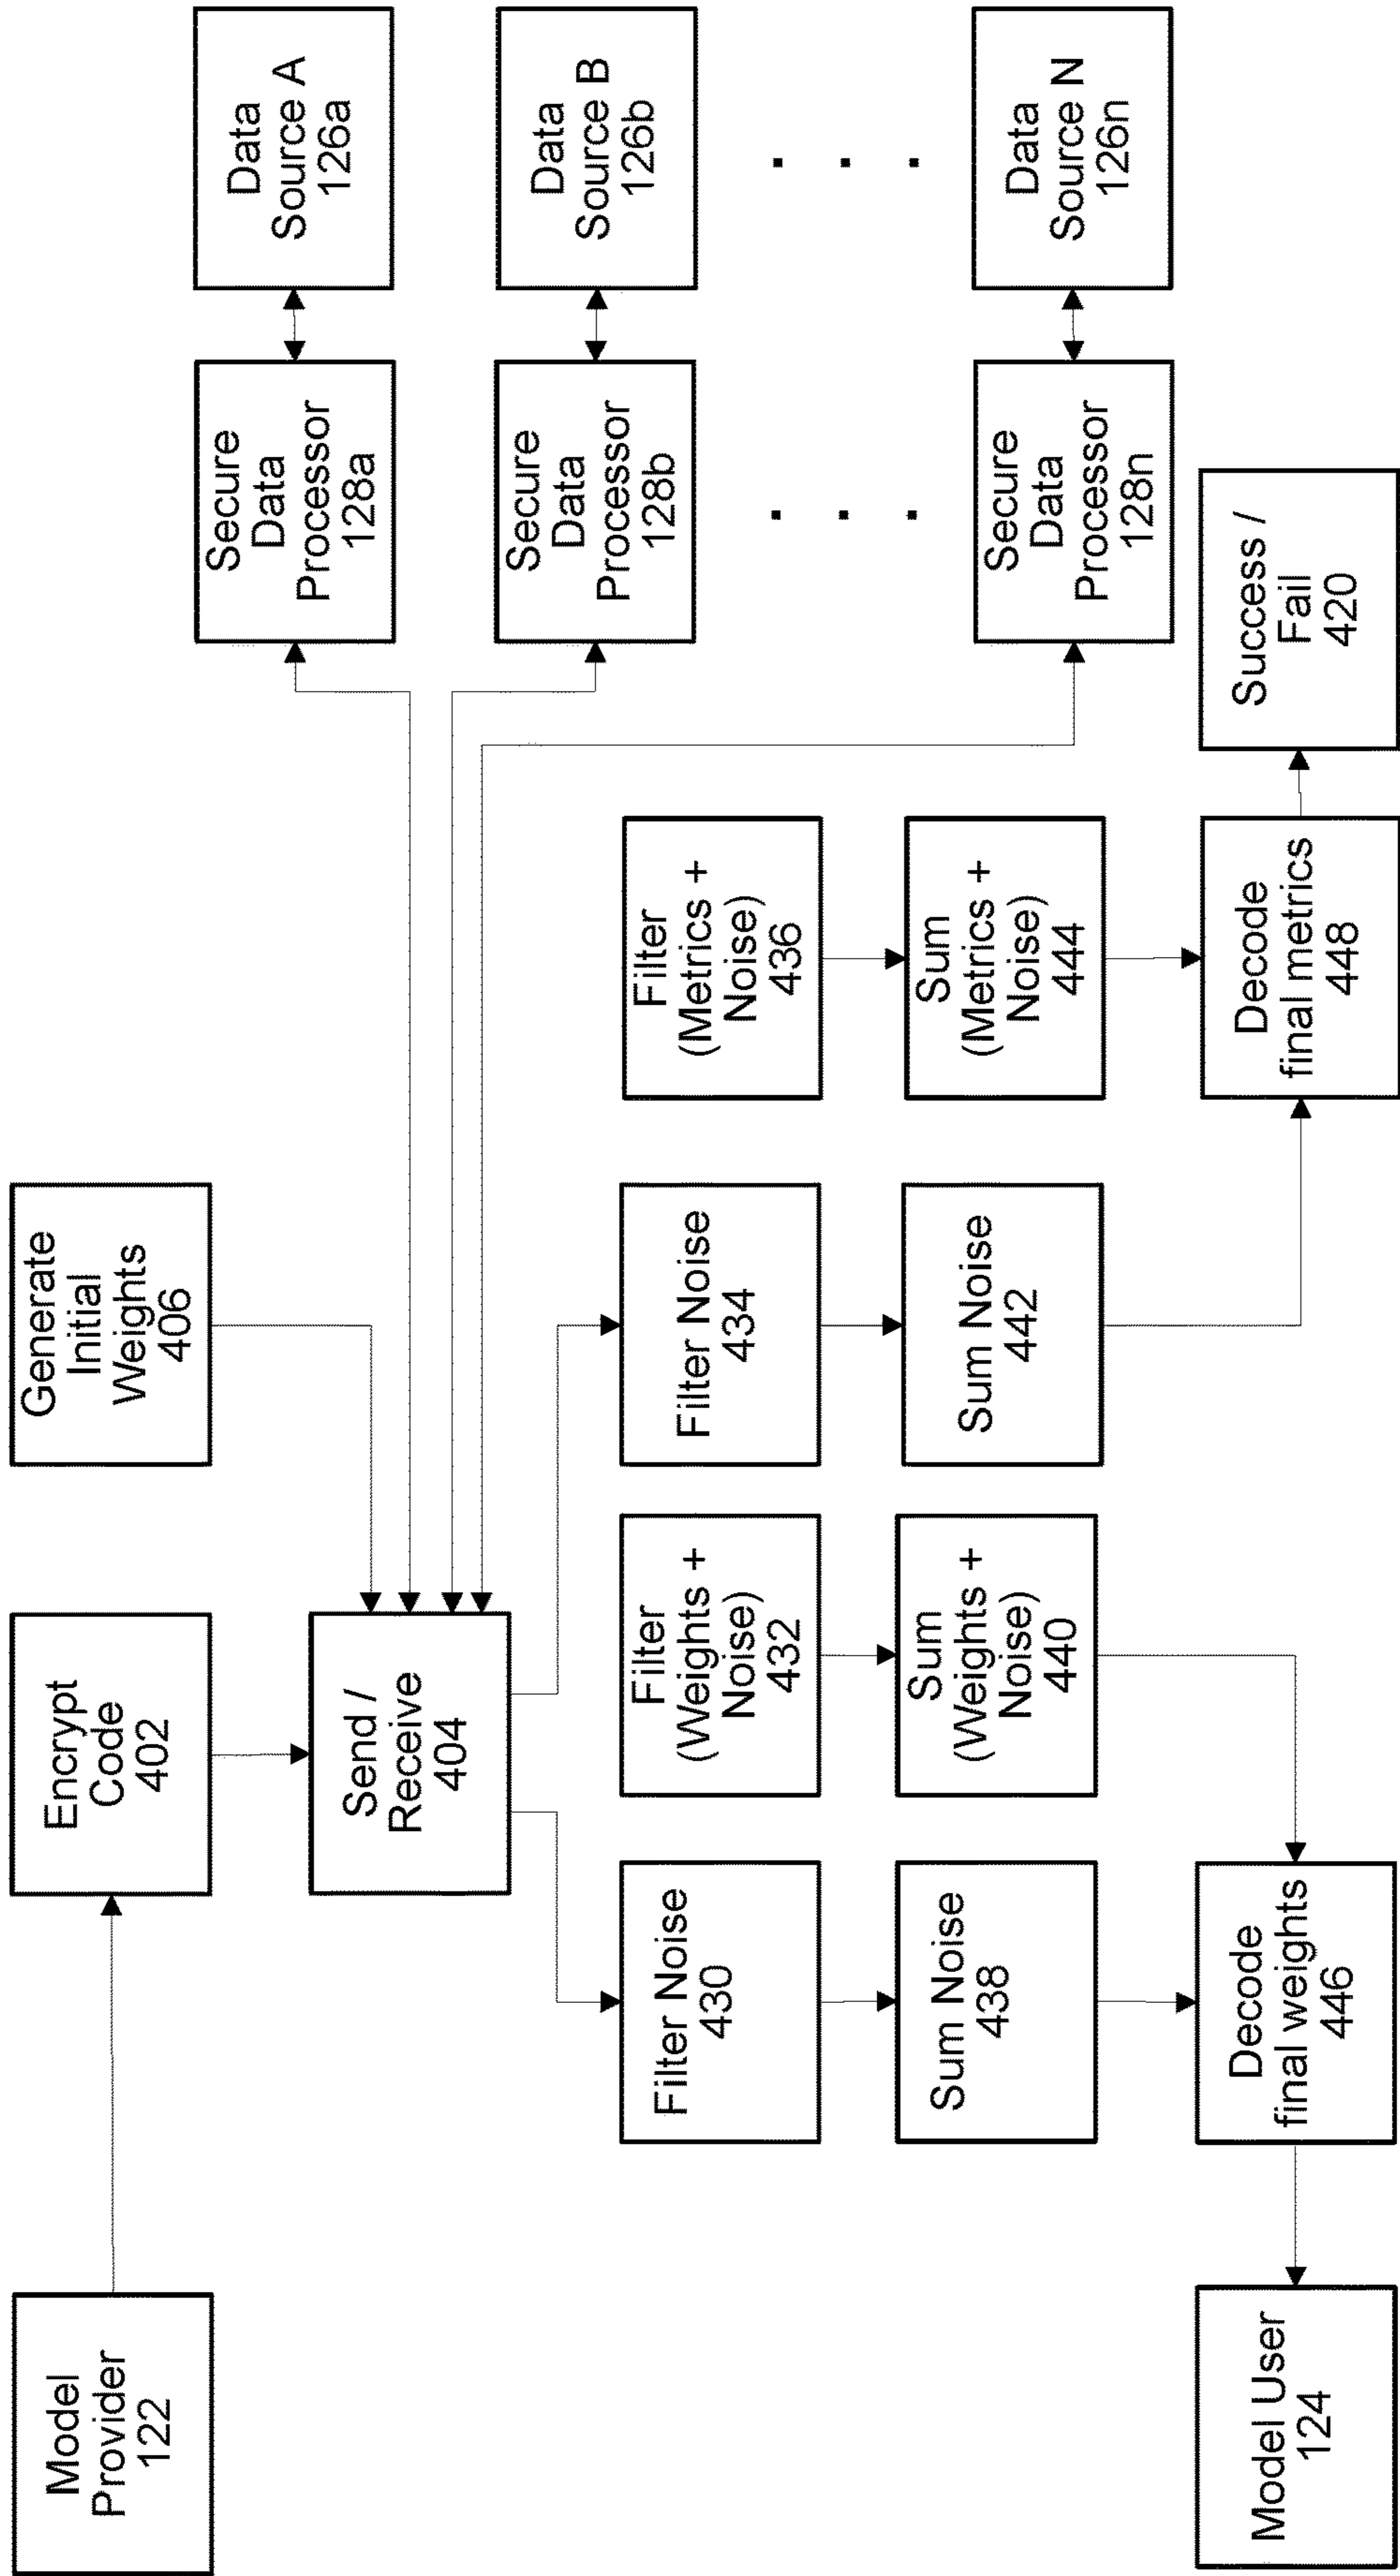 Model
Provider
122
Encrypt
Code
402
Generate
Initial
Weights
406
Secure
Data
Processor
128a
Data
Source A
126a
Send /
Receive
404
Secure
Data
Processor
128b
Data
Source B
126b
Filter Noise
430
Filter
(Weights +
Noise)
432
Filter Noise
434
Filter
(Metrics +
Noise)
436
Sum Noise
438
Sum
(Weights +
Noise)
440
Sum Noise
442
Sum
(Metrics +
Noise)
444
Secure
Data
Processor
128n
Data
Source N
126n
Model User
124
Decode
final weights
446
Decode
final metrics
448
Success /
Fail
420